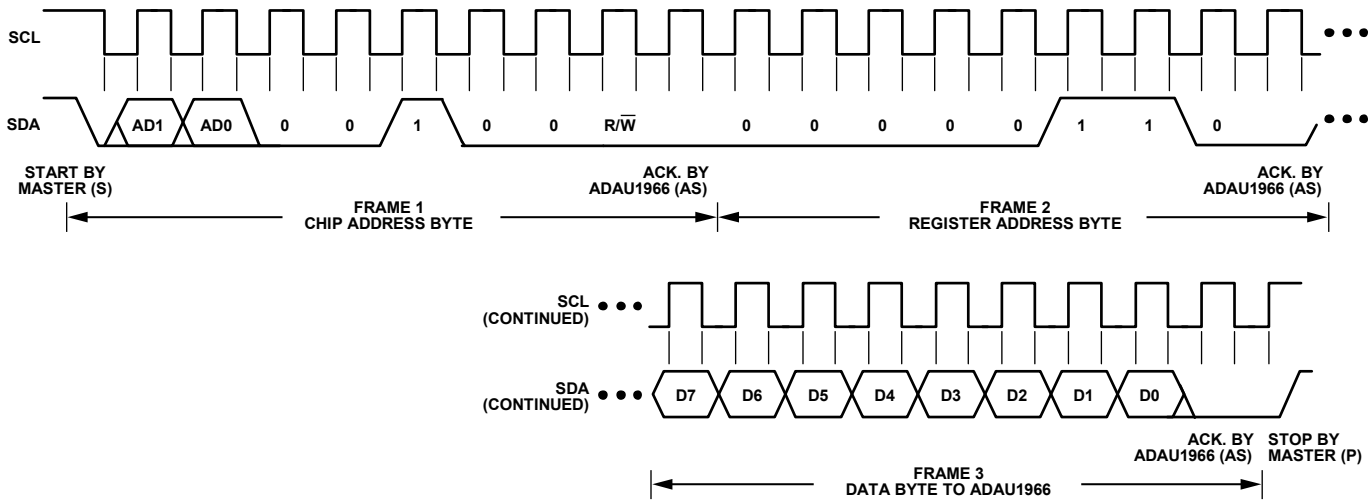 SCL
SDA
AD1 AD0 0 0 1 0 0 R/W̅ 0 0 0 0 0 1 1 0
START BY
MASTER (S)
ACK. BY
ADAU1966 (AS)
ACK. BY
ADAU1966 (AS)
FRAME 1
CHIP ADDRESS BYTE
FRAME 2
REGISTER ADDRESS BYTE
SCL
(CONTINUED)
SDA
(CONTINUED)
D7 D6 D5 D4 D3 D2 D1 D0
ACK. BY
ADAU1966 (AS)
STOP BY
MASTER (P)
FRAME 3
DATA BYTE TO ADAU1966